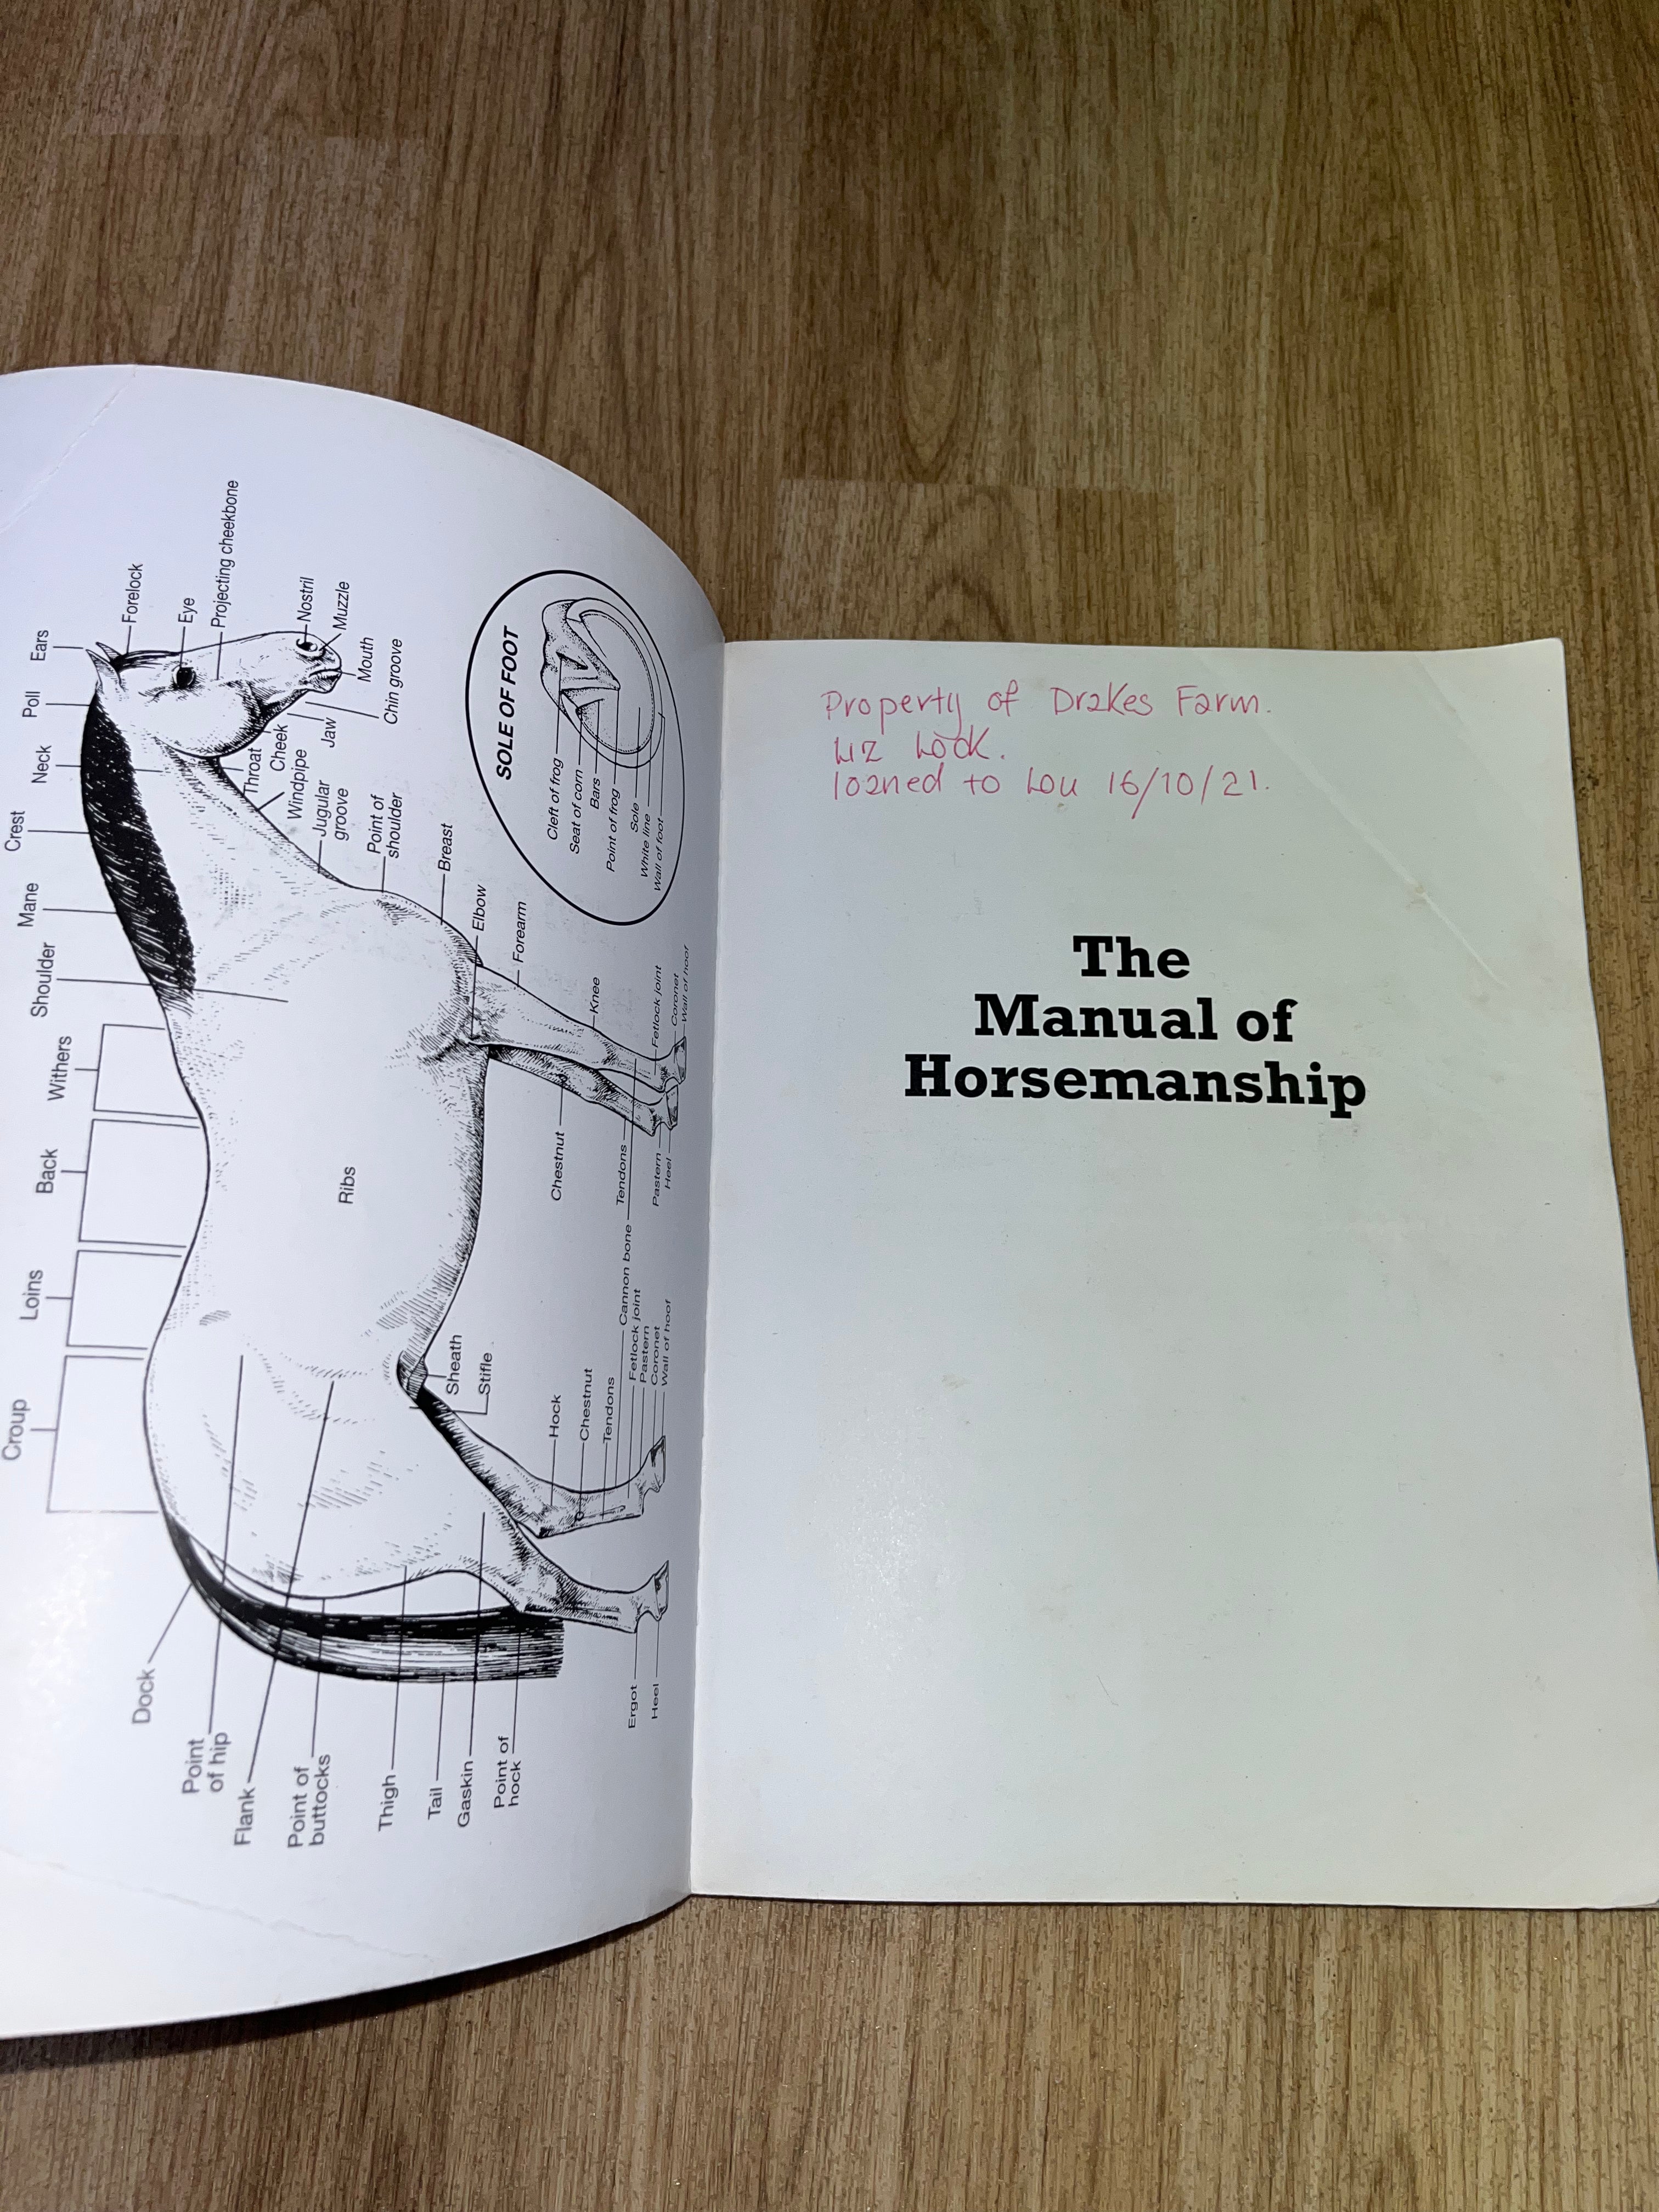 Ears
Forelock
Poll
Eye
Projecting cheekbone
Neck
Nostril
Muzzle
Crest
Mouth
Chin groove
Jaw
Cheek
Throat
Windpipe
Jugular
groove
Mane
Point of
shoulder
Shoulder
Breast
Elbow
Forearm
Withers
Knee
Fetlock joint
Coronet
Wall of hoof
Back
Ribs
Chestnut
Tendons
Pastern
Heel
Loins
Cannon bone
Fetlock joint
Pastern
Coronet
Wall of hoof
Croup
Sheath
Stifle
Hock
Chestnut
Tendons
Dock
Point
of hip
Flank
Point of
buttocks
Thigh
Tail
Gaskin
Point of
hock
Ergot
Heel
SOLE OF FOOT
Cleft of frog
Seat of corn
Bars
Point of frog
Sole
White line
Wall of foot
Property of Drakes Farm.
Liz Lock.
loaned to Lou 16/10/21.
The
Manual of
Horsemanship